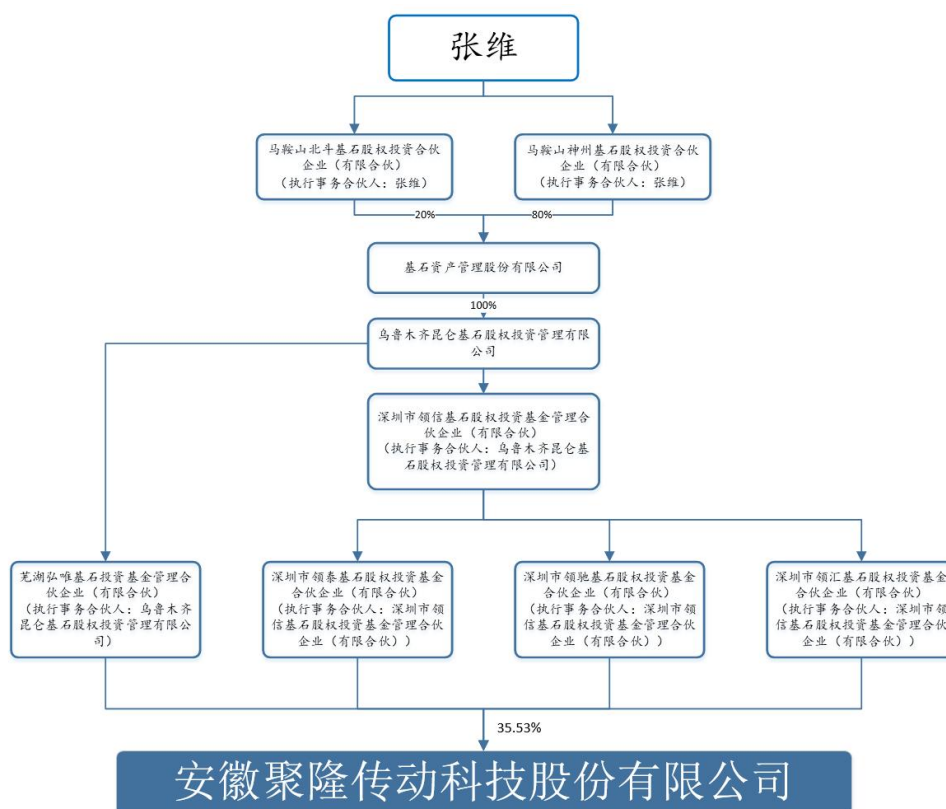 张维
马鞍山北斗基石股权投资合伙
企业（有限合伙）
（执行事务合伙人：张维）
马鞍山神州基石股权投资合伙
企业（有限合伙）
（执行事务合伙人：张维）
20%
80%
基石资产管理股份有限公司
100%
乌鲁木齐昆仑基石股权投资管理有限
公司
深圳市领信基石股权投资基金管理合
伙企业（有限合伙）
（执行事务合伙人：乌鲁木齐昆仑基
石股权投资管理有限公司）
芜湖弘唯基石投资基金管理合
伙企业（有限合伙）
（执行事务合伙人：乌鲁木齐
昆仑基石股权投资管理有限公
司）
深圳市领泰基石股权投资基金
合伙企业（有限合伙）
（执行事务合伙人：深圳市领
信基石股权投资基金管理合伙
企业（有限合伙））
深圳市领驰基石股权投资基金
合伙企业（有限合伙）
（执行事务合伙人：深圳市领
信基石股权投资基金管理合伙
企业（有限合伙））
深圳市领汇基石股权投资基金
合伙企业（有限合伙）
（执行事务合伙人：深圳市领
信基石股权投资基金管理合伙
企业（有限合伙））
35.53%
安徽聚隆传动科技股份有限公司